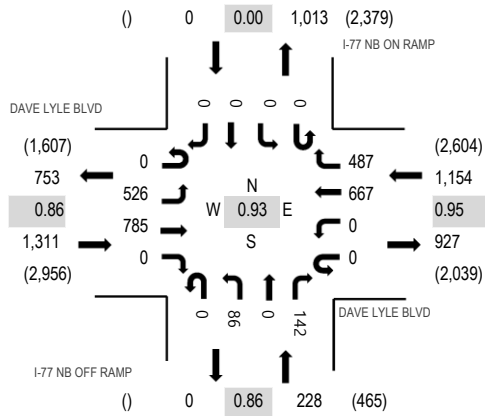 () 0 0.00 1,013 (2,379)
I-77 NB ON RAMP
0 0 0 0
DAVE LYLE BLVD
(1,607) (2,604)
0 487
753 1,154
526 N 667
0.86 W 0.93 E 0.95
785 S 0
1,311 927
0 0
(2,956) (2,039)
0 86 0 142
DAVE LYLE BLVD
I-77 NB OFF RAMP
() 0 0.86 228 (465)